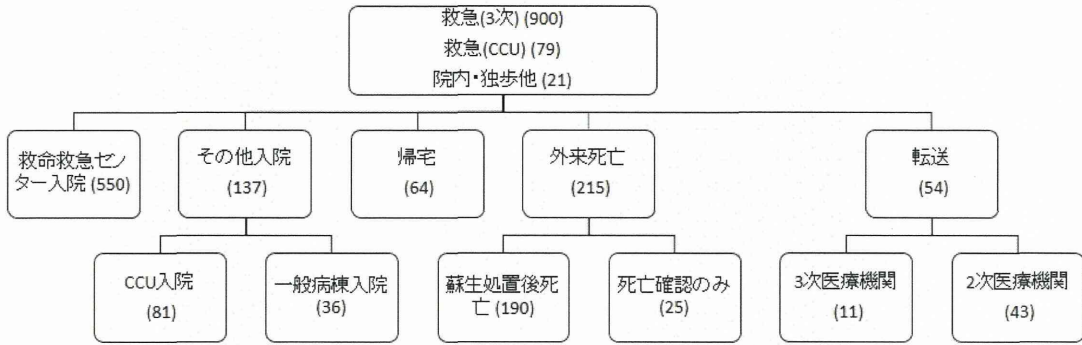 救急(3次) (900)
救急(CCU) (79)
院内・独歩他 (21)
救命救急セン
ター入院 (550)
その他入院
(137)
帰宅
(64)
外来死亡
(215)
転送
(54)
CCU入院
(81)
一般病棟入院
(36)
蘇生処置後死
亡 (190)
死亡確認のみ
(25)
3次医療機関
(11)
2次医療機関
(43)